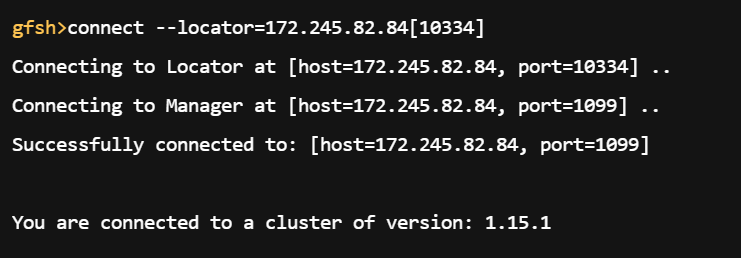 gfsh>connect --locator=172.245.82.84[10334]
Connecting to Locator at [host=172.245.82.84, port=10334] ..
Connecting to Manager at [host=172.245.82.84, port=1099] ..
Successfully connected to: [host=172.245.82.84, port=1099]
You are connected to a cluster of version: 1.15.1